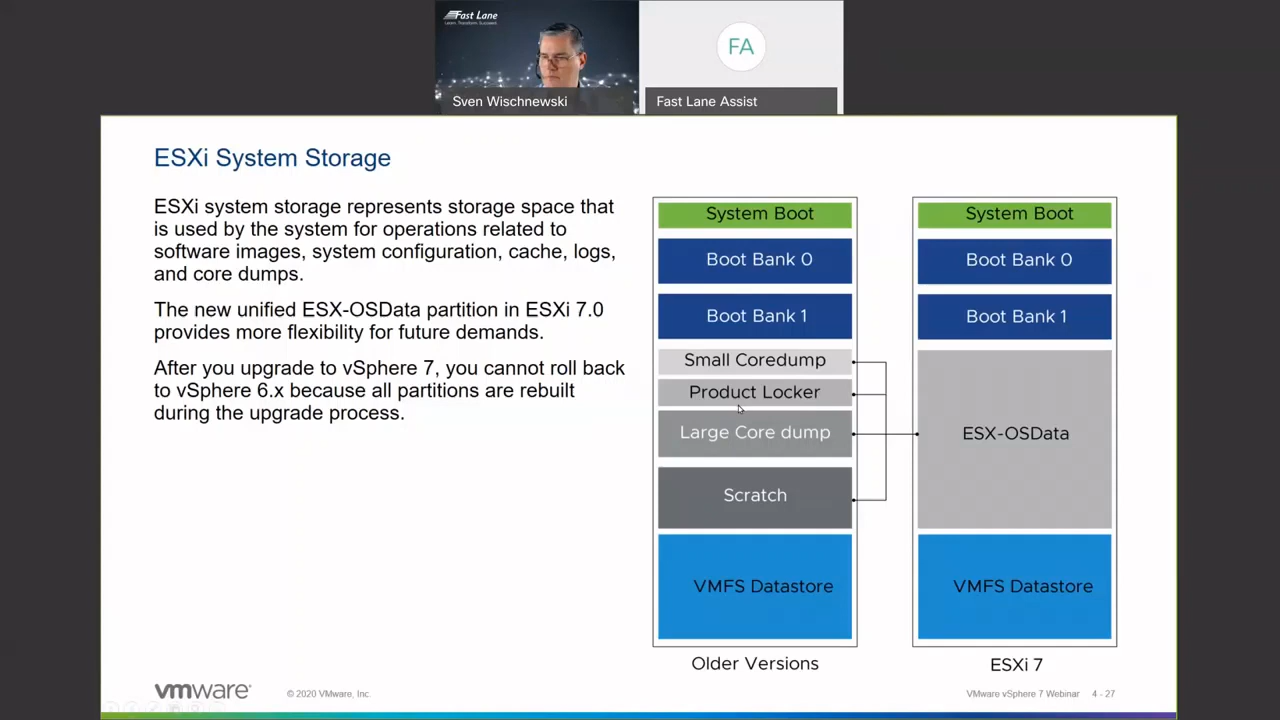 Fast Lane
Learn. Transform. Succeed.
FA
Sven Wischnewski
Fast Lane Assist
ESXi System Storage
ESXi system storage represents storage space that
is used by the system for operations related to
software images, system configuration, cache, logs,
and core dumps.
The new unified ESX-OSData partition in ESXi 7.0
provides more flexibility for future demands.
After you upgrade to vSphere 7, you cannot roll back
to vSphere 6.x because all partitions are rebuilt
during the upgrade process.
System Boot
Boot Bank 0
Boot Bank 1
Small Coredump
Product Locker
Large Core dump
Scratch
VMFS Datastore
Older Versions
System Boot
Boot Bank 0
Boot Bank 1
ESX-OSData
VMFS Datastore
ESXi 7
vmware®
© 2020 VMware, Inc.
VMware vSphere 7 Webinar 4 - 27